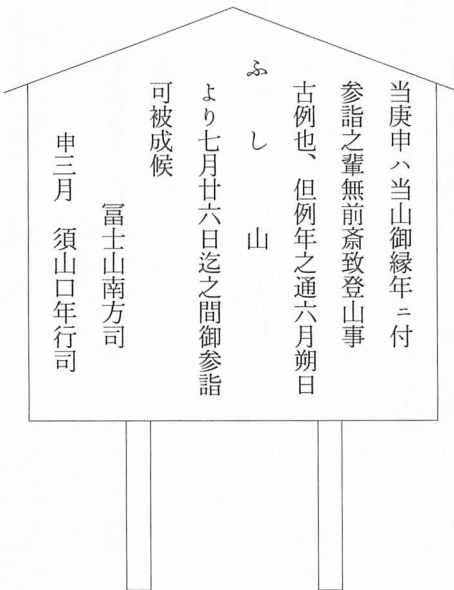 当庚申ハ当山御縁年ニ付
参詣之輩無前斎致登山事
古例也、但例年之通六月朔日
ふし山
より七月廿六日迄之間御参詣
可被成候
冨士山南方司
申三月　須山口年行司